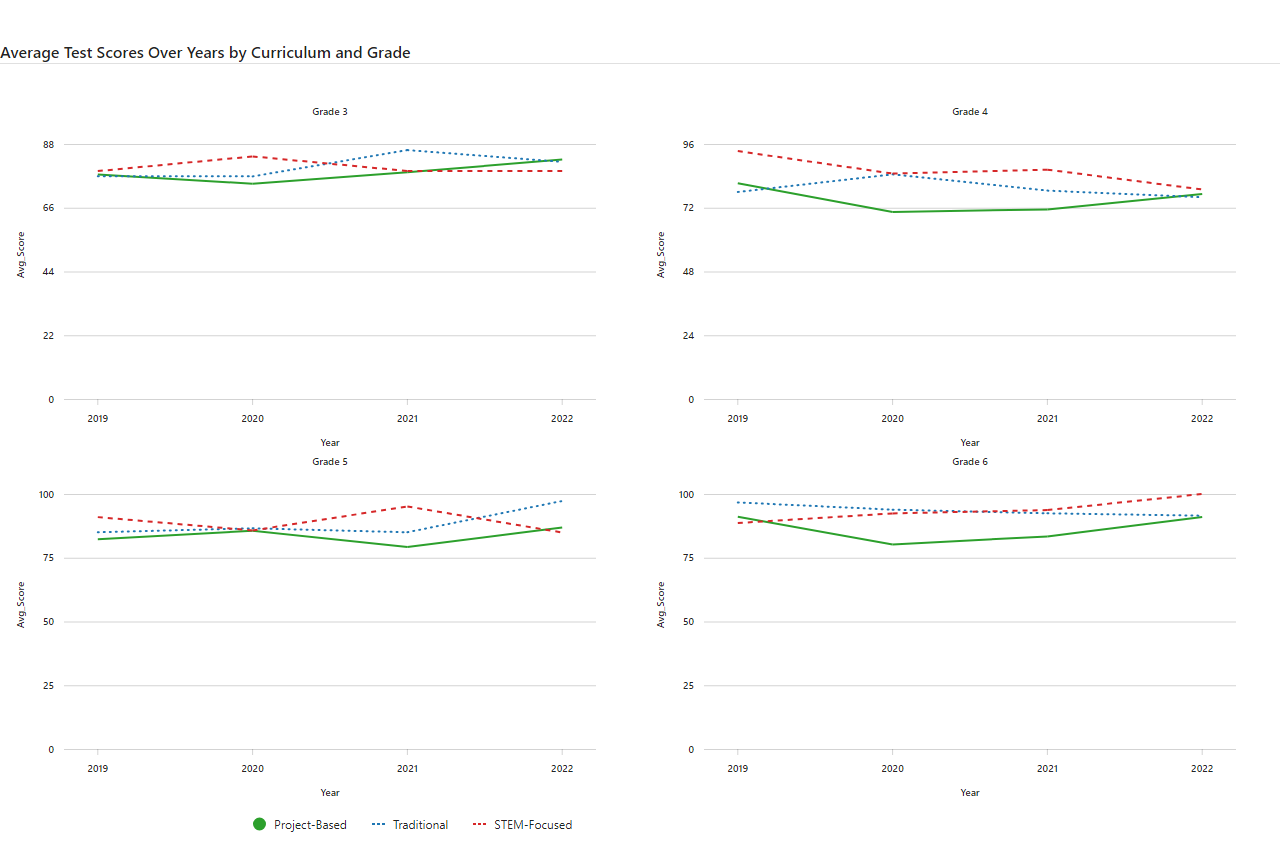 Average Test Scores Over Years by Curriculum and Grade
Grade 3
88
66
44
22
0
Avg_Score
2019 2020 2021 2022
Year
Grade 4
96
72
48
24
0
Avg_Score
2019 2020 2021 2022
Year
Grade 5
100
75
50
25
0
Avg_Score
2019 2020 2021 2022
Year
Grade 6
100
75
50
25
0
Avg_Score
2019 2020 2021 2022
Year
Project-Based Traditional STEM-Focused